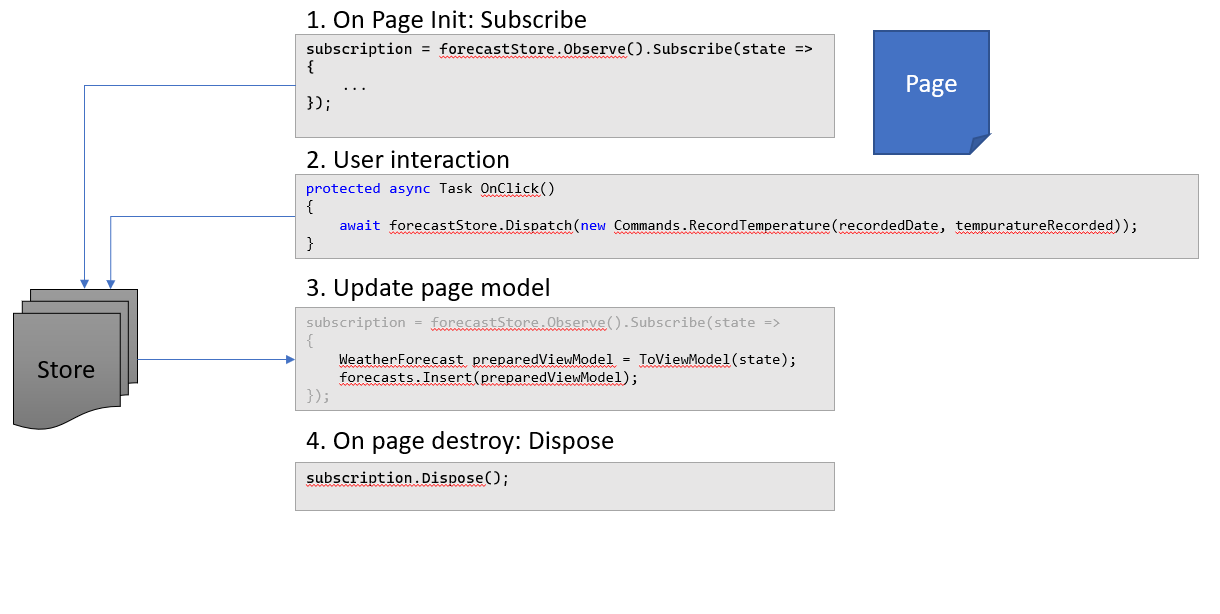 1. On Page Init: Subscribe
subscription = forecastStore.Observe().Subscribe(state =>
{
    ...
});
Page
2. User interaction
protected async Task OnClick()
{
    await forecastStore.Dispatch(new Commands.RecordTemperature(recordedDate, tempuratureRecorded));
}
3. Update page model
subscription = forecastStore.Observe().Subscribe(state =>
{
    WeatherForecast preparedViewModel = ToViewModel(state);
    forecasts.Insert(preparedViewModel);
});
Store
4. On page destroy: Dispose
subscription.Dispose();